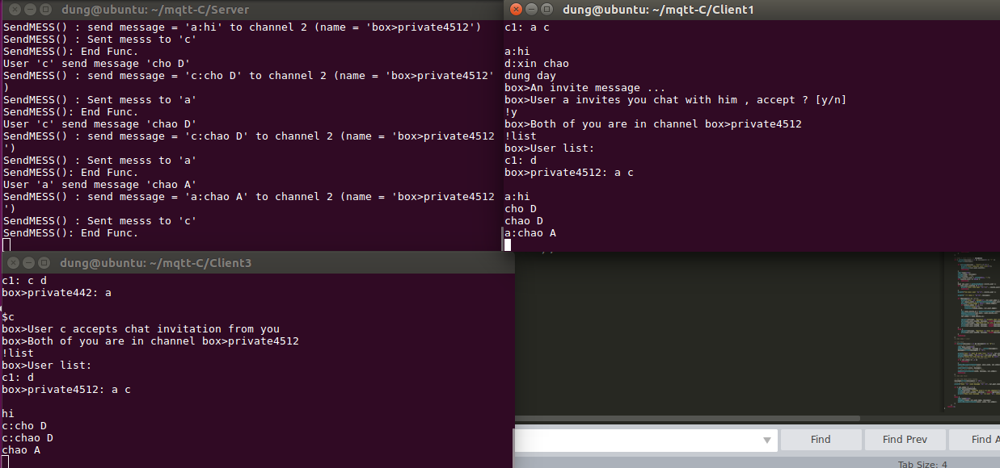 dung@ubuntu: ~/mqtt-C/Server
SendMESS() : send message = 'a:hi' to channel 2 (name = 'box>private4512')
SendMESS() : Sent messs to 'c'
SendMESS(): End Func.
User 'c' send message 'cho D'
SendMESS() : send message = 'c:cho D' to channel 2 (name = 'box>private4512'
)
SendMESS() : Sent messs to 'a'
SendMESS(): End Func.
User 'c' send message 'chao D'
SendMESS() : send message = 'c:chao D' to channel 2 (name = 'box>private4512
')
SendMESS() : Sent messs to 'a'
SendMESS(): End Func.
User 'a' send message 'chao A'
SendMESS() : send message = 'a:chao A' to channel 2 (name = 'box>private4512
')
SendMESS() : Sent messs to 'c'
SendMESS(): End Func.
dung@ubuntu: ~/mqtt-C/Client1
c1: a c
a:hi
d:xin chao
dung day
box>An invite message ...
box>User a invites you chat with him , accept ? [y/n]
!y
box>Both of you are in channel box>private4512
!list
box>User list:
c1: d
box>private4512: a c
a:hi
cho D
chao D
a:chao A
dung@ubuntu: ~/mqtt-C/Client3
c1: c d
box>private442: a
$c
box>User c accepts chat invitation from you
box>Both of you are in channel box>private4512
!list
box>User list:
c1: d
box>private4512: a c
hi
c:cho D
c:chao D
chao A
Find
Find Prev
Find A
Tab Size: 4